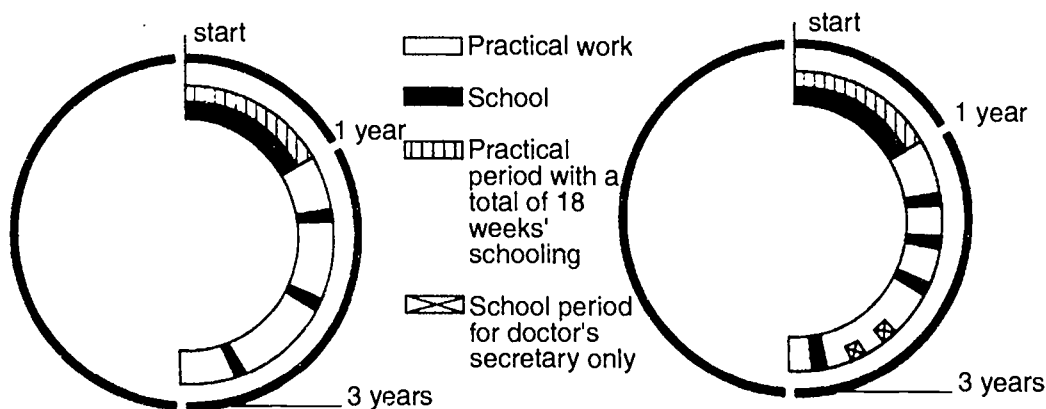 start
1 year
3 years
Practical work
School
Practical
period with a
total of 18
weeks'
schooling
School period
for doctor's
secretary only
start
1 year
3 years